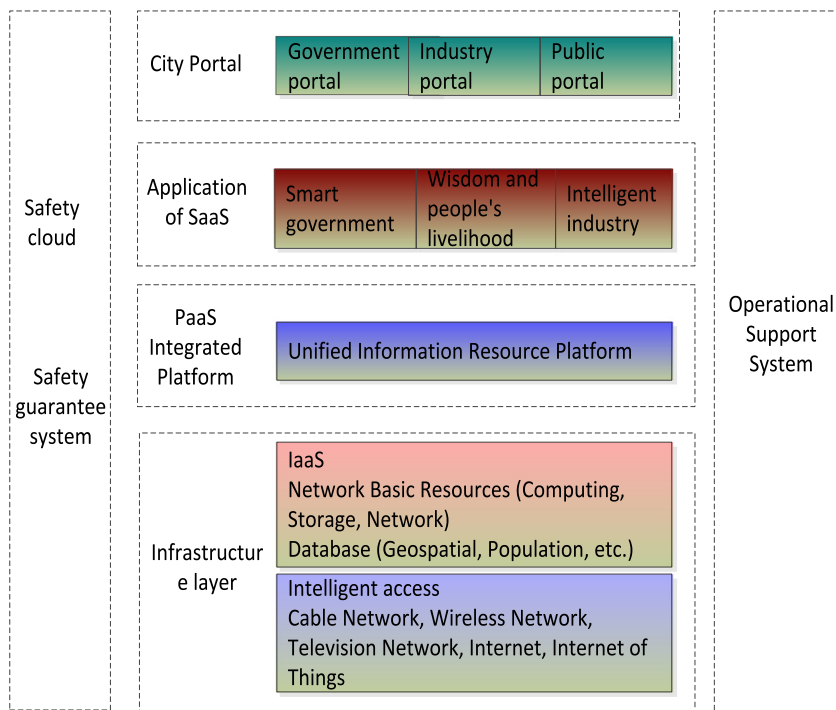 City Portal
Government
portal
Industry
portal
Public
portal
Safety
cloud
Application
of SaaS
Smart
government
Wisdom and
people's
livelihood
Intelligent
industry
PaaS
Integrated
Platform
Unified Information Resource Platform
Operational
Support
System
Safety
guarantee
system
Infrastructur
e layer
IaaS
Network Basic Resources (Computing,
Storage, Network)
Database (Geospatial, Population, etc.)
Intelligent access
Cable Network, Wireless Network,
Television Network, Internet, Internet of
Things